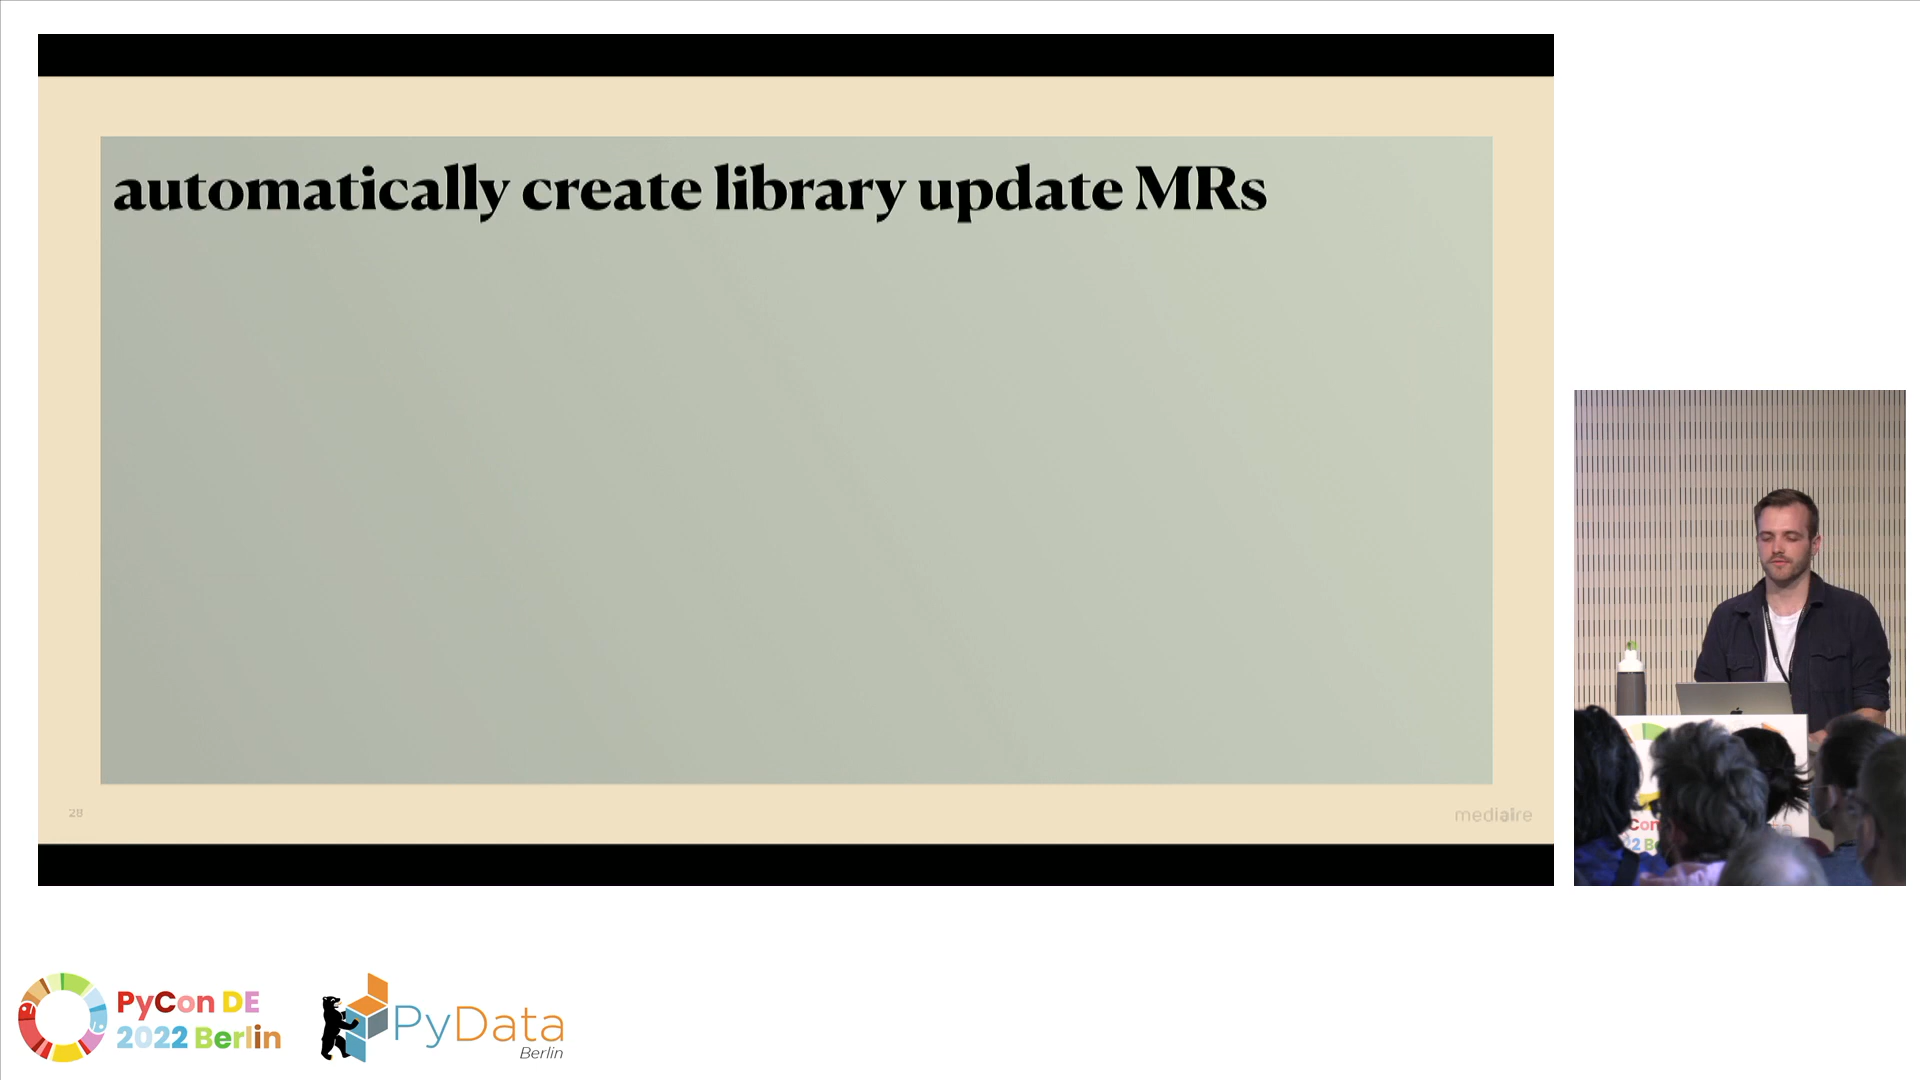 automatically create library update MRs
28
mediaire
PyCon DE
2022 Berlin
PyData
Berlin